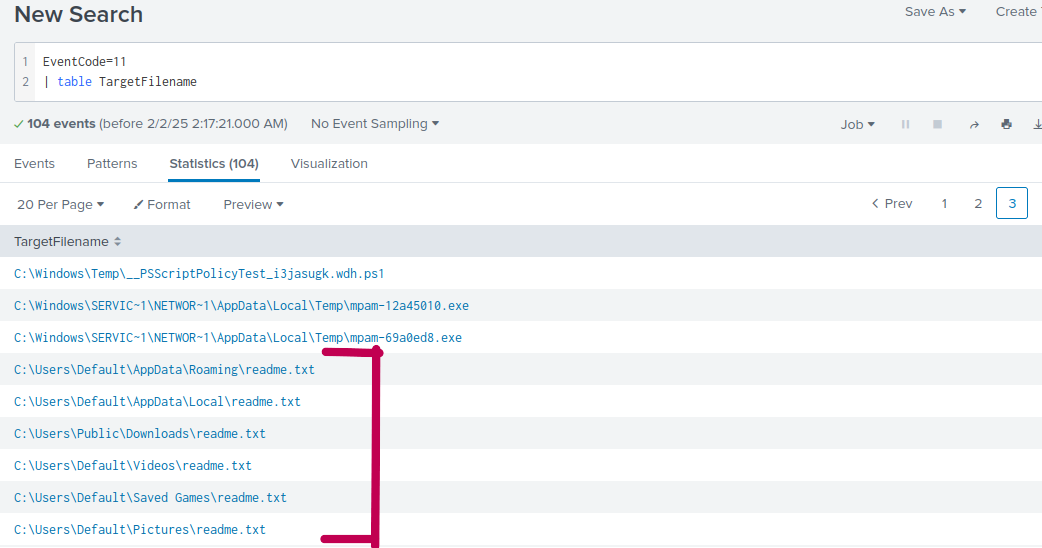 New Search
Save As ▾ Create
1 EventCode=11
2 | table TargetFilename
✓ 104 events (before 2/2/25 2:17:21.000 AM) No Event Sampling ▾
Job ▾
Events Patterns Statistics (104) Visualization
20 Per Page ▾ Format Preview ▾
< Prev 1 2 3
TargetFilename
C:\Windows\Temp\__PSScriptPolicyTest_i3jasugk.wdh.ps1
C:\Windows\SERVIC~1\NETWOR~1\AppData\Local\Temp\mpam-12a45010.exe
C:\Windows\SERVIC~1\NETWOR~1\AppData\Local\Temp\mpam-69a0ed8.exe
C:\Users\Default\AppData\Roaming\readme.txt
C:\Users\Default\AppData\Local\readme.txt
C:\Users\Public\Downloads\readme.txt
C:\Users\Default\Videos\readme.txt
C:\Users\Default\Saved Games\readme.txt
C:\Users\Default\Pictures\readme.txt